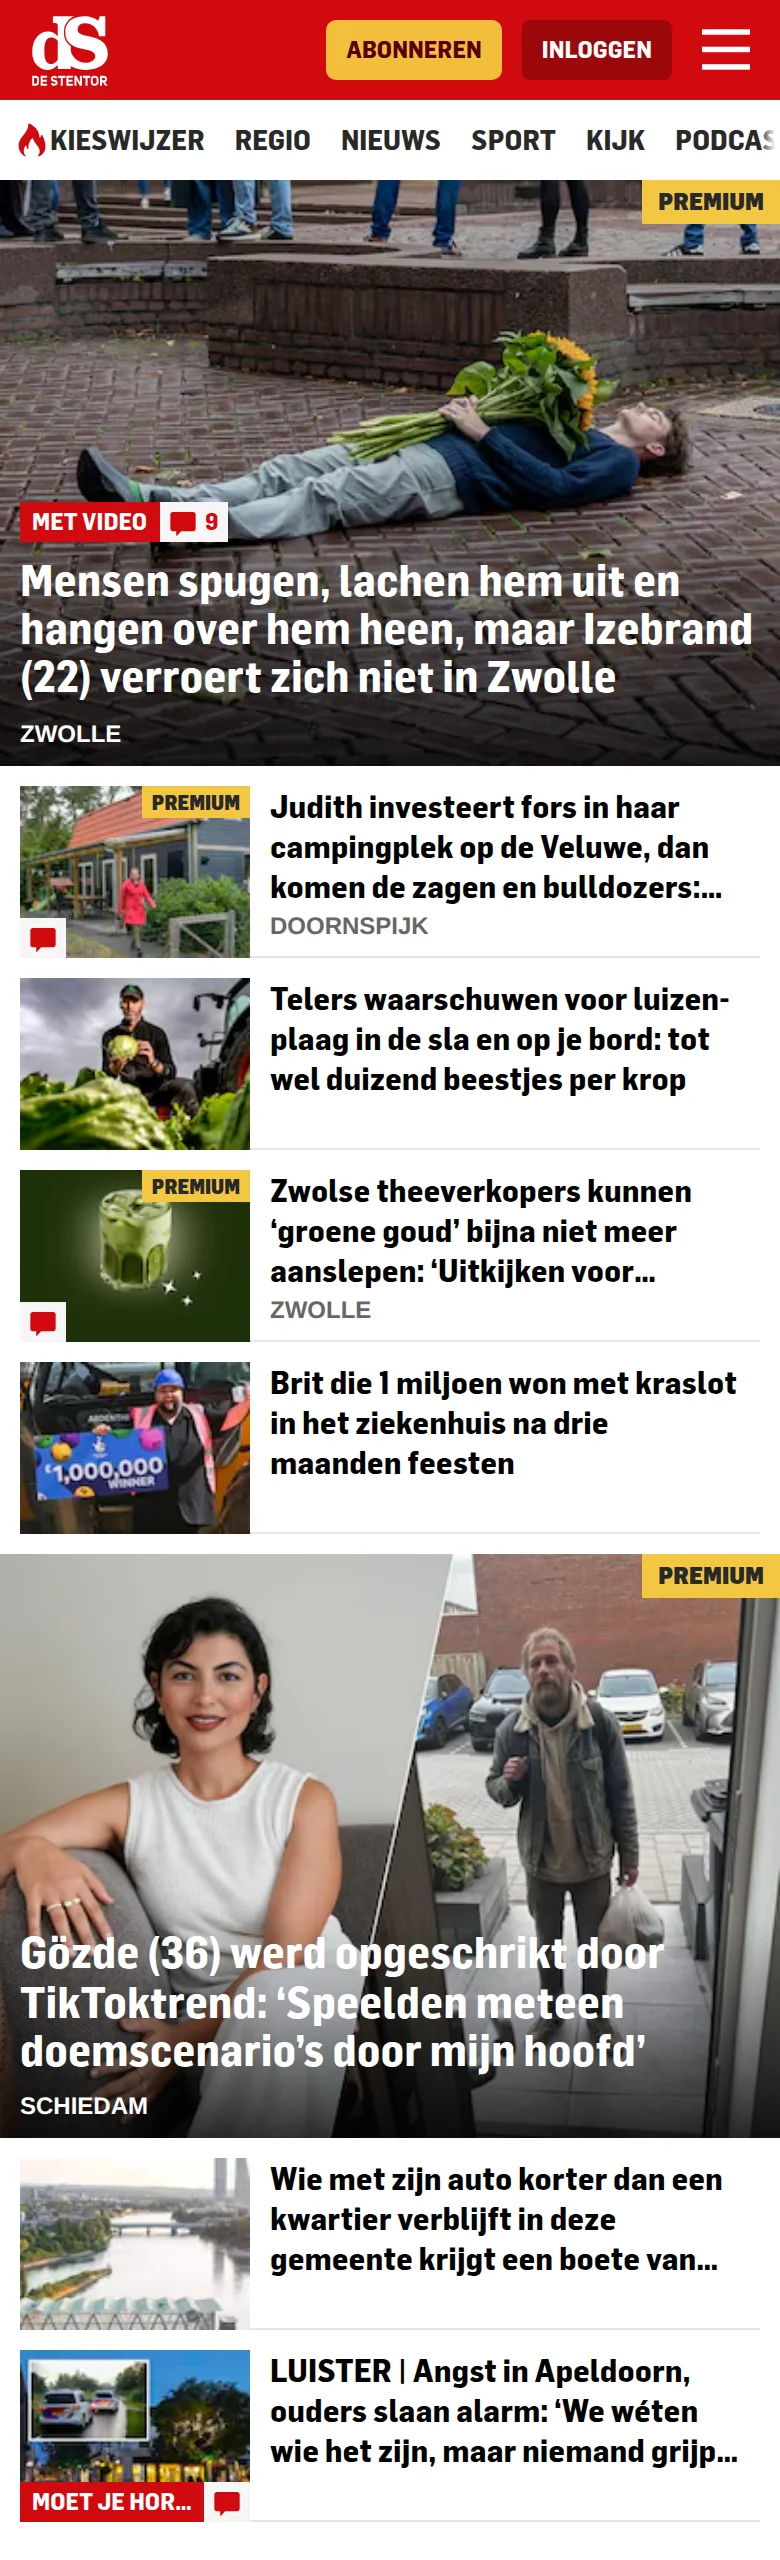 dS
DE STENTOR
ABONNEREN
INLOGGEN
KIESWIJZER REGIO NIEUWS SPORT KIJK PODCAS
PREMIUM
MET VIDEO 9
Mensen spugen, lachen hem uit en
hangen over hem heen, maar Izebrand
(22) verroert zich niet in Zwolle
ZWOLLE
PREMIUM
Judith investeert fors in haar
campingplek op de Veluwe, dan
komen de zagen en bulldozers:...
DOORNSPIJK
Telers waarschuwen voor luizen-
plaag in de sla en op je bord: tot
wel duizend beestjes per krop
PREMIUM
Zwolse theeverkopers kunnen
‘groene goud’ bijna niet meer
aanslepen: ‘Uitkijken voor...
ZWOLLE
£1,000,000
WINNER
Brit die 1 miljoen won met kraslot
in het ziekenhuis na drie
maanden feesten
PREMIUM
Gözde (36) werd opgeschrikt door
TikToktrend: ‘Speelden meteen
doemscenario’s door mijn hoofd’
SCHIEDAM
Wie met zijn auto korter dan een
kwartier verblijft in deze
gemeente krijgt een boete van...
LUISTER | Angst in Apeldoorn,
ouders slaan alarm: ‘We wéten
wie het zijn, maar niemand grijp...
MOET JE HOR...